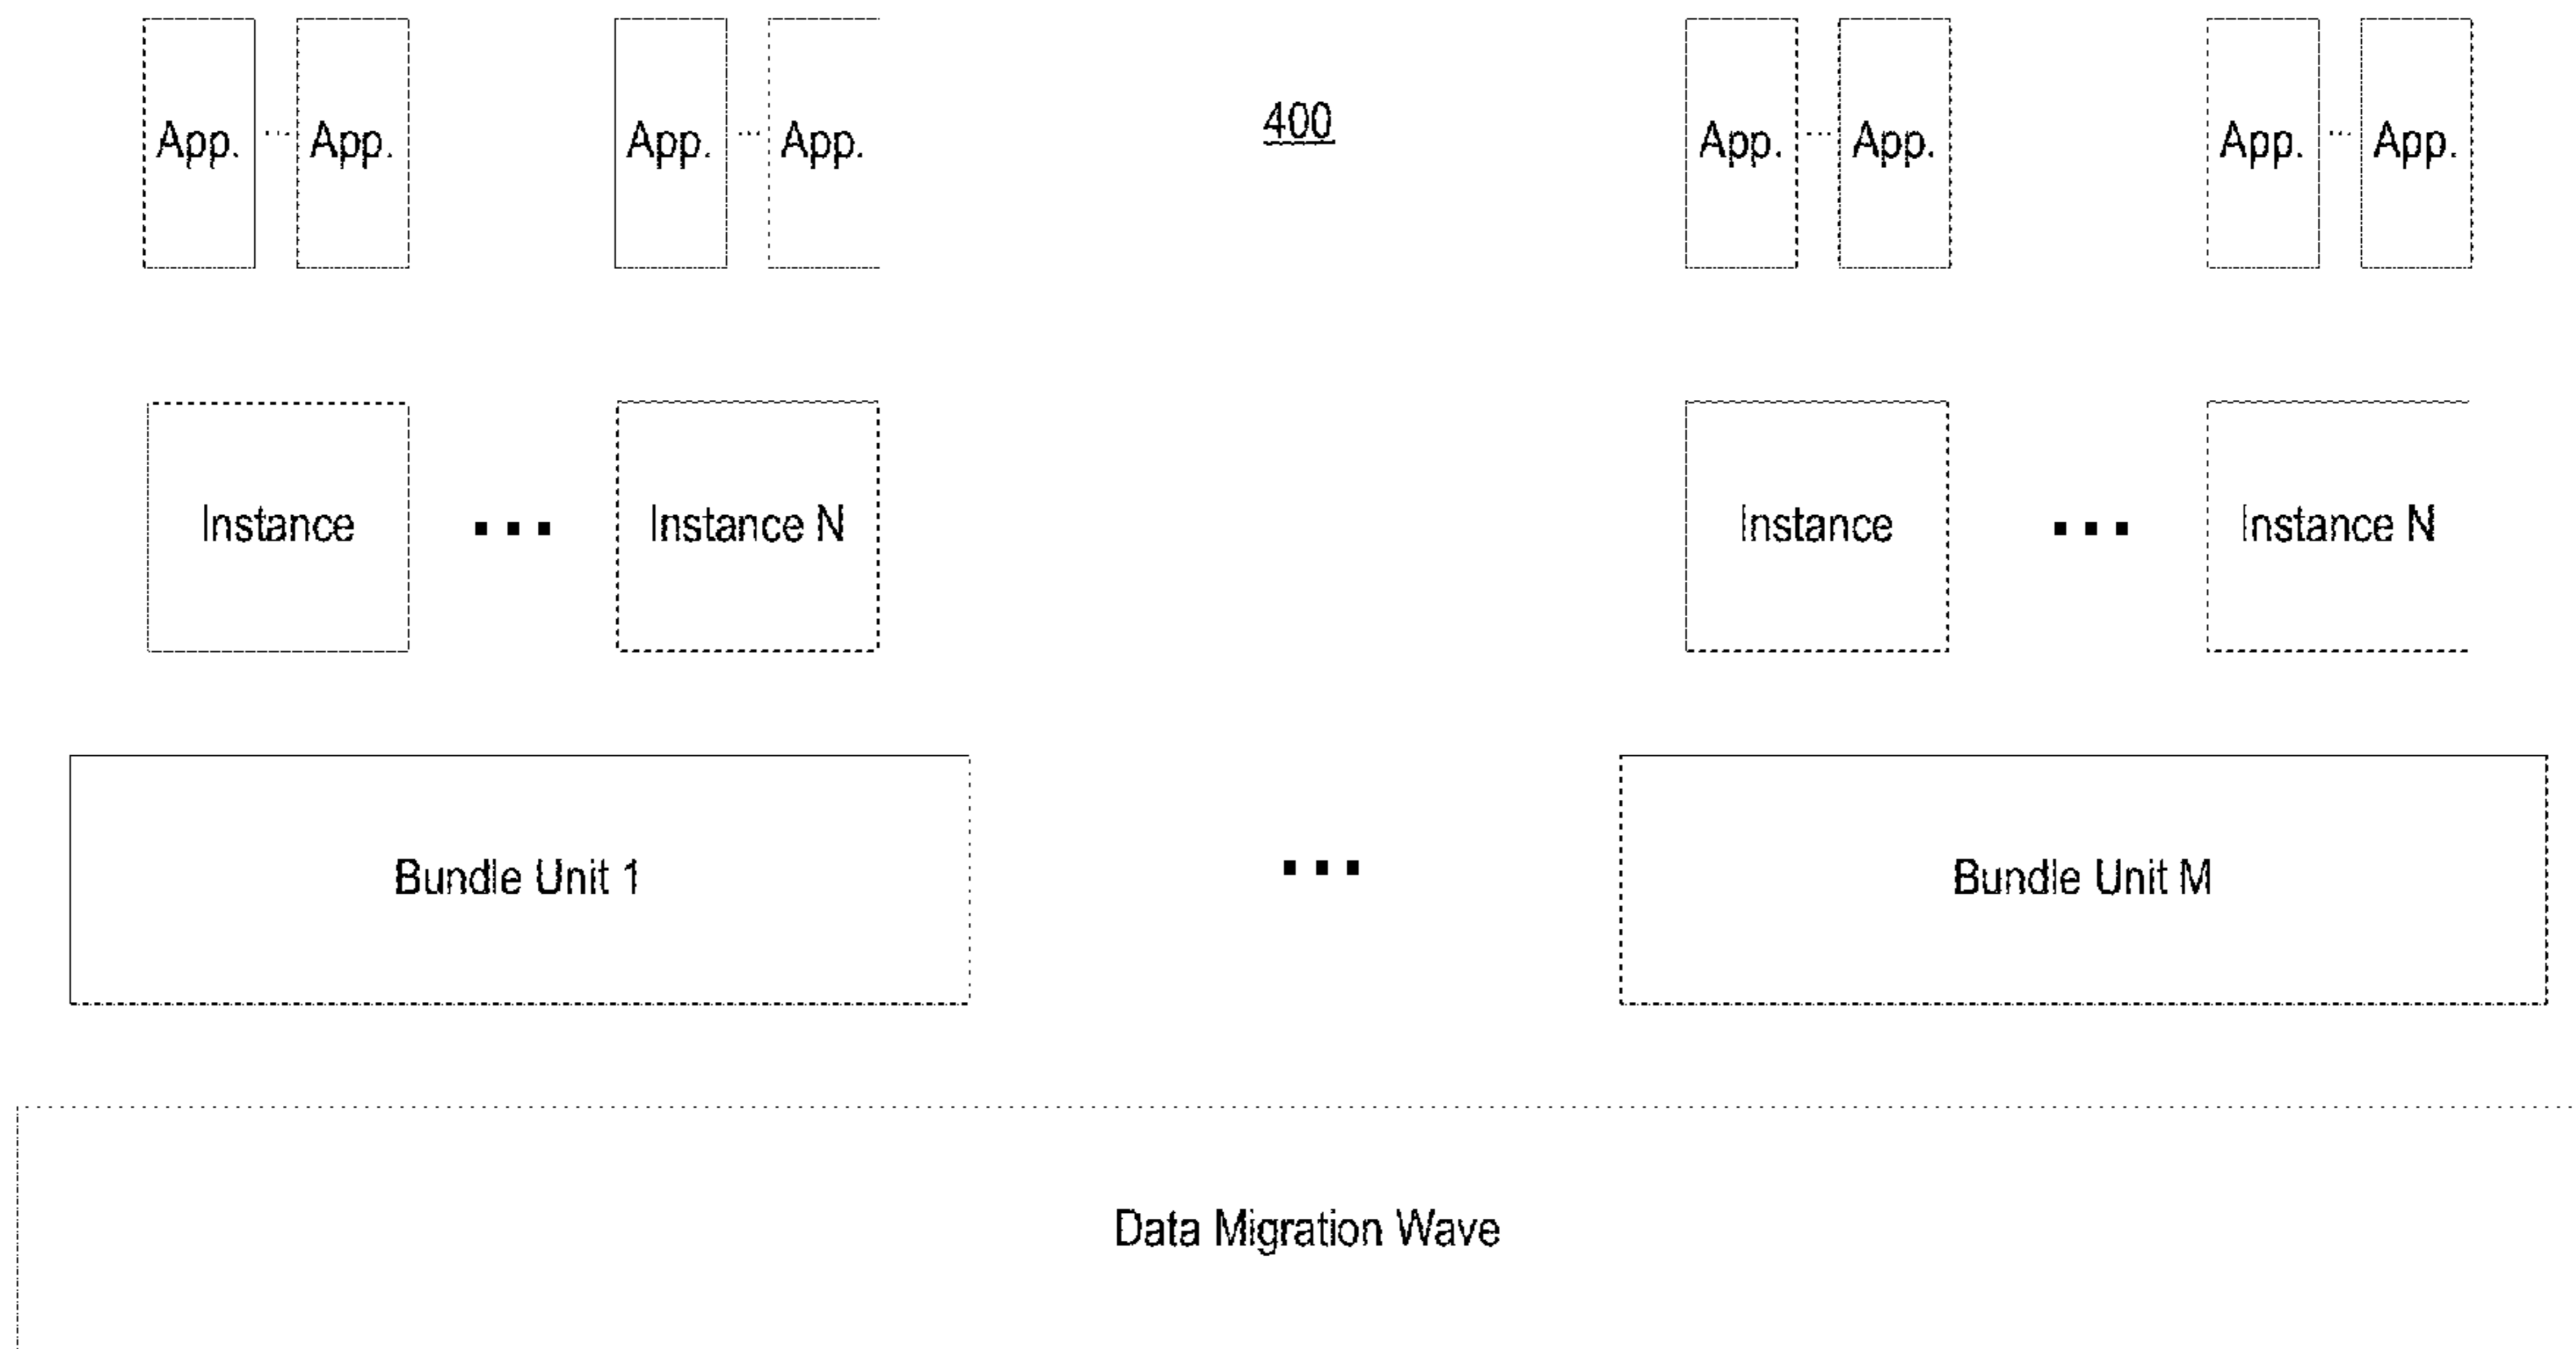 App. ... App. App. ... App. 400 App. ... App. App. ... App.
Instance ... Instance N Instance ... Instance N
Bundle Unit 1 ... Bundle Unit M
Data Migration Wave